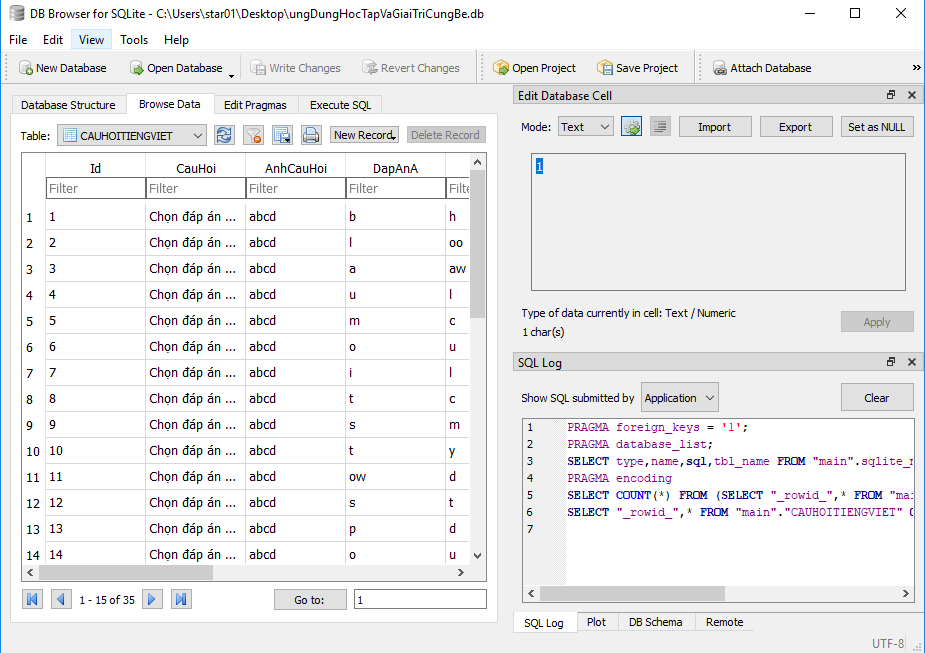 DB Browser for SQLite - C:\Users\star01\Desktop\ungDungHocTapVaGiaiTriCungBe.db
File Edit View Tools Help
New Database Open Database Write Changes Revert Changes Open Project Save Project Attach Database »
Database Structure Browse Data Edit Pragmas Execute SQL
Table: CAUHOITIENGVIET New Record Delete Record
Id CauHoi AnhCauHoi DapAnA
Filter Filter Filter Filter Filte
1 1 Chọn đáp án ... abcd b h
2 2 Chọn đáp án ... abcd l oo
3 3 Chọn đáp án ... abcd a aw
4 4 Chọn đáp án ... abcd u l
5 5 Chọn đáp án ... abcd m c
6 6 Chọn đáp án ... abcd o u
7 7 Chọn đáp án ... abcd i l
8 8 Chọn đáp án ... abcd t c
9 9 Chọn đáp án ... abcd s m
10 10 Chọn đáp án ... abcd t y
11 11 Chọn đáp án ... abcd ow d
12 12 Chọn đáp án ... abcd s t
13 13 Chọn đáp án ... abcd p d
14 14 Chọn đáp án ... abcd o u
1 - 15 of 35 Go to: 1
Edit Database Cell
Mode: Text Import Export Set as NULL
1
Type of data currently in cell: Text / Numeric
1 char(s)
Apply
SQL Log
Show SQL submitted by Application Clear
1 PRAGMA foreign_keys = '1';
2 PRAGMA database_list;
3 SELECT type,name,sql,tbl_name FROM "main".sqlite_
4 PRAGMA encoding
5 SELECT COUNT(*) FROM (SELECT "_rowid_",* FROM "mai
6 SELECT "_rowid_",* FROM "main"."CAUHOITIENGVIET"
7
SQL Log Plot DB Schema Remote
UTF-8